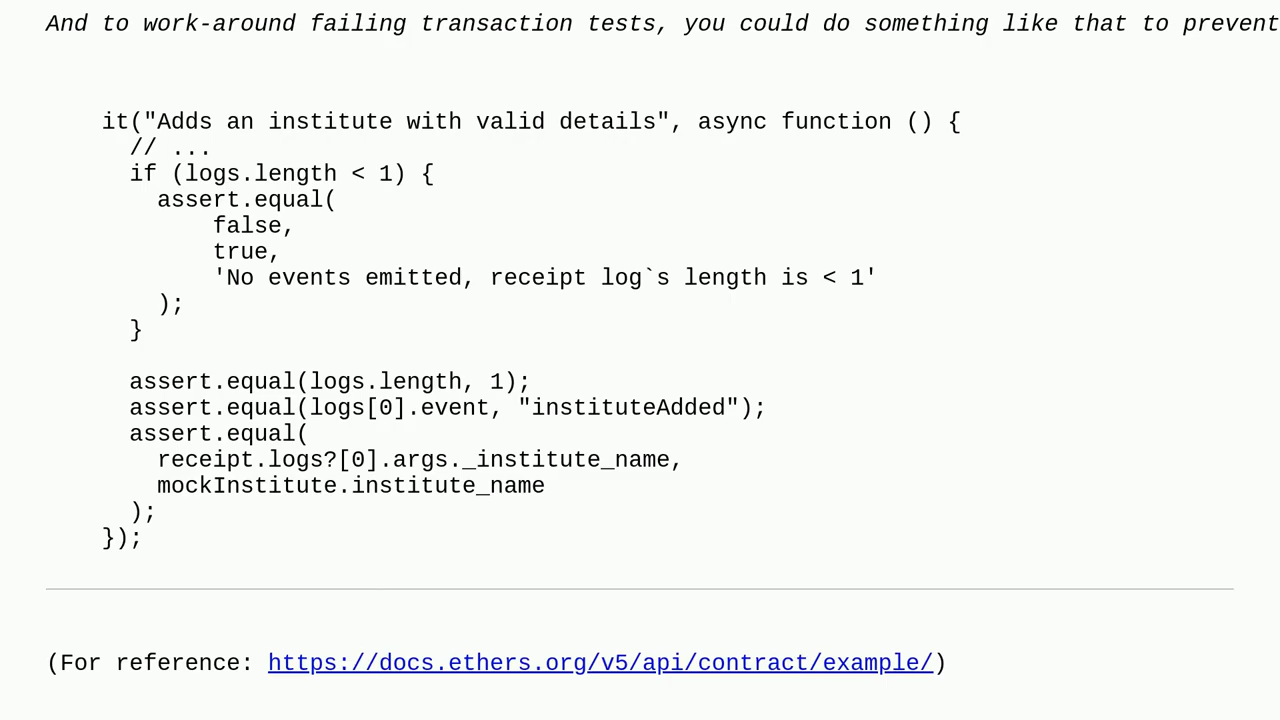 And to work-around failing transaction tests, you could do something like that to prevent
it("Adds an institute with valid details", async function () {
// ...
if (logs.length < 1) {
assert.equal(
false,
true,
'No events emitted, receipt log`s length is < 1'
);
}
assert.equal(logs.length, 1);
assert.equal(logs[0].event, "instituteAdded");
assert.equal(
receipt.logs?[0].args._institute_name,
mockInstitute.institute_name
);
});
(For reference: https://docs.ethers.org/v5/api/contract/example/)